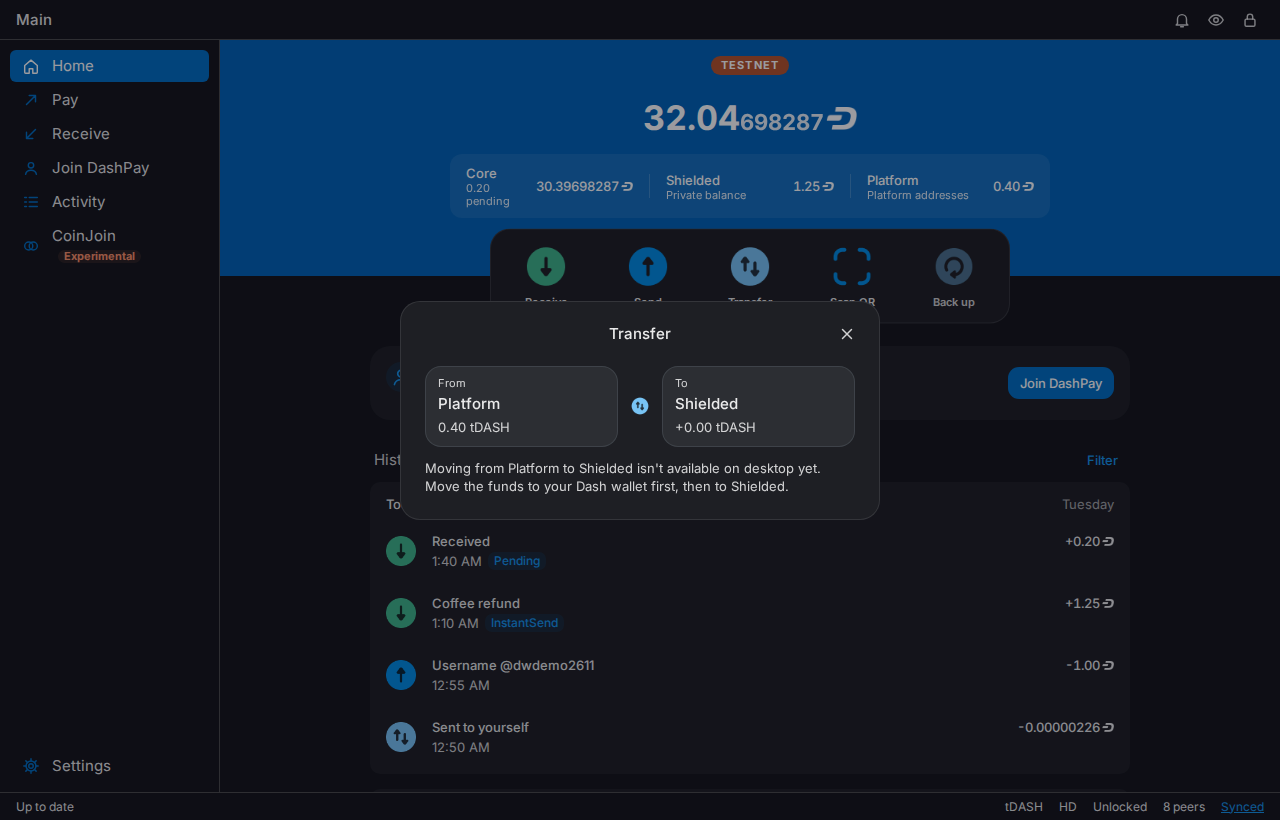 Main
Home
Pay
Receive
Join DashPay
Activity
CoinJoin
Experimental
Settings
TESTNET
32.04698287
Core
0.20 pending
30.39698287
Shielded
Private balance
1.25
Platform
Platform addresses
0.40
Back up
Transfer
From
Platform
0.40 tDASH
To
Shielded
+0.00 tDASH
Moving from Platform to Shielded isn't available on desktop yet.
Move the funds to your Dash wallet first, then to Shielded.
Join DashPay
Filter
Tuesday
Received
1:40 AM
Pending
+0.20
Coffee refund
1:10 AM
InstantSend
+1.25
Username @dwdemo2611
12:55 AM
-1.00
Sent to yourself
12:50 AM
-0.00000226
Up to date
tDASH
HD
Unlocked
8 peers
Synced